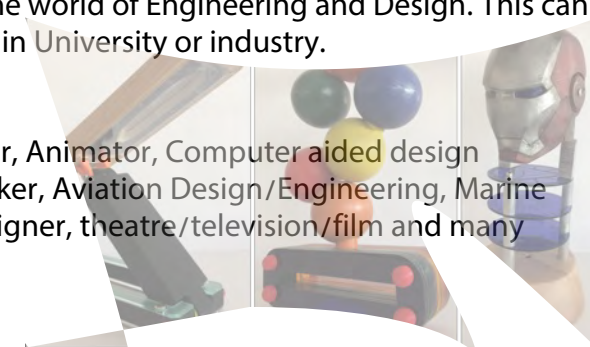 he world of Engineering and Design. This can
in University or industry.
r, Animator, Computer aided design
ker, Aviation Design/Engineering, Marine
igner, theatre/television/film and many